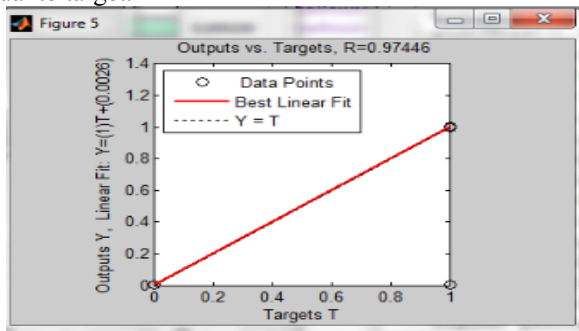 Figure 5
Outputs vs. Targets, R=0.97446
Outputs Y, Linear Fit: Y=(1)T+(0.0026)
1.4
1.2
1
0.8
0.6
0.4
0.2
0
Data Points
Best Linear Fit
Y = T
0 0.2 0.4 0.6 0.8 1
Targets T